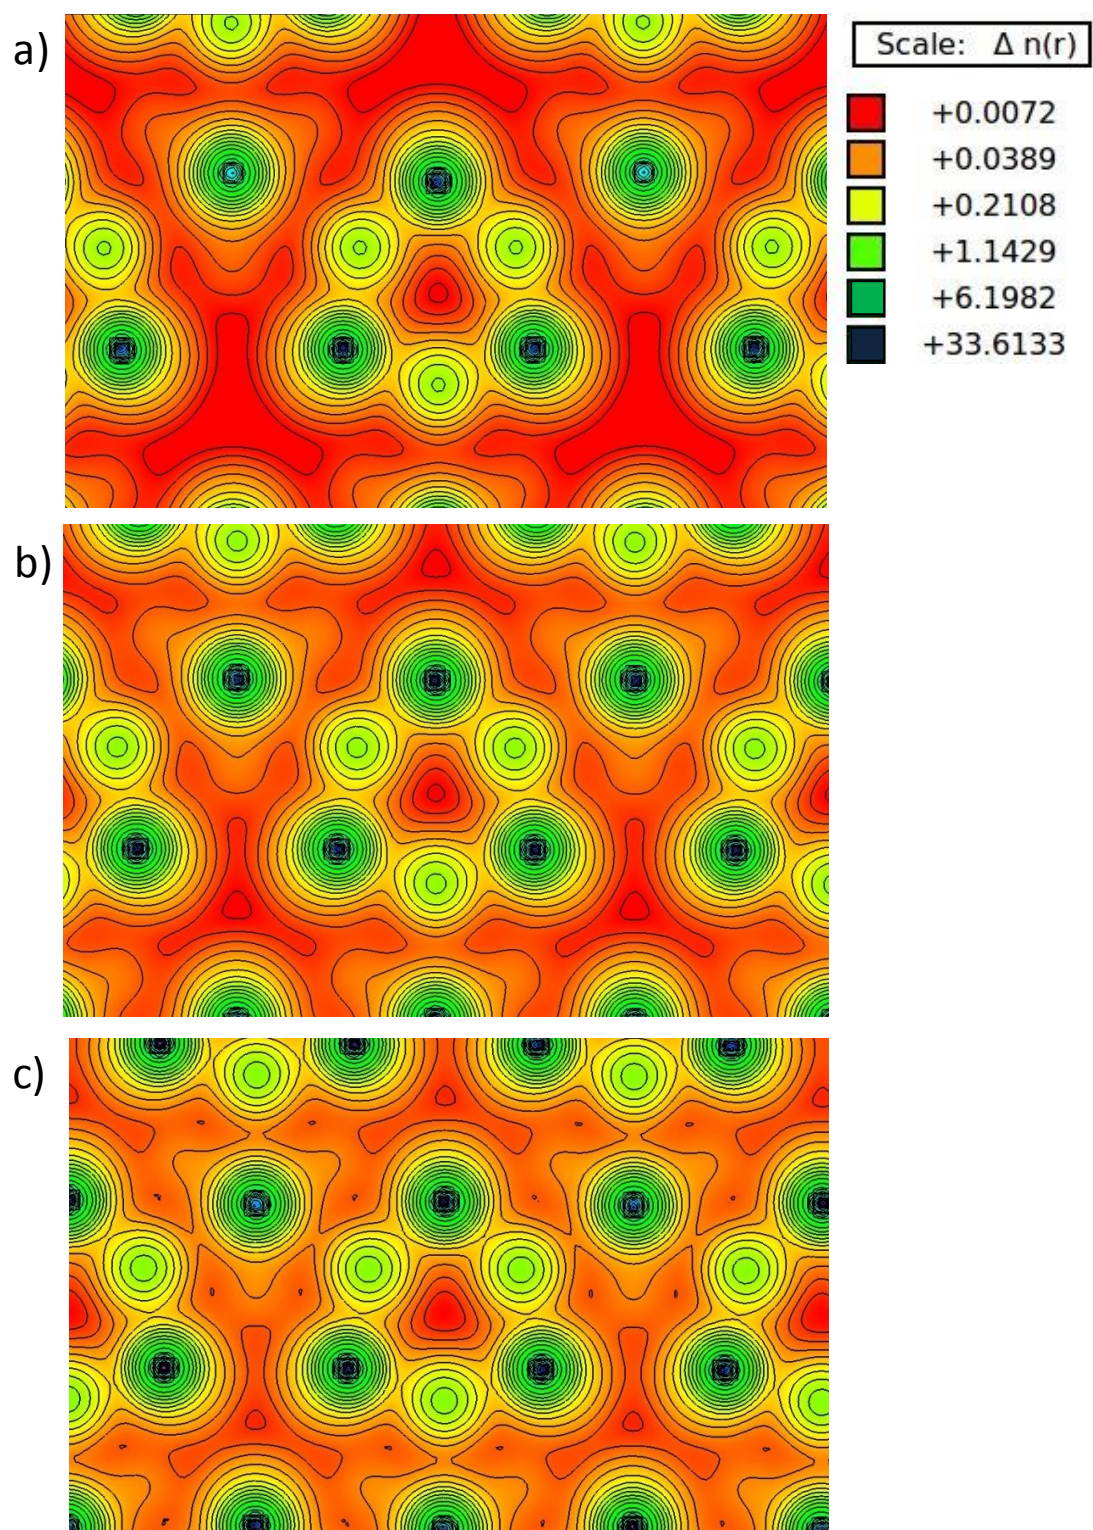 a)
Scale: Δ n(r)
+0.0072
+0.0389
+0.2108
+1.1429
+6.1982
+33.6133
b)
c)